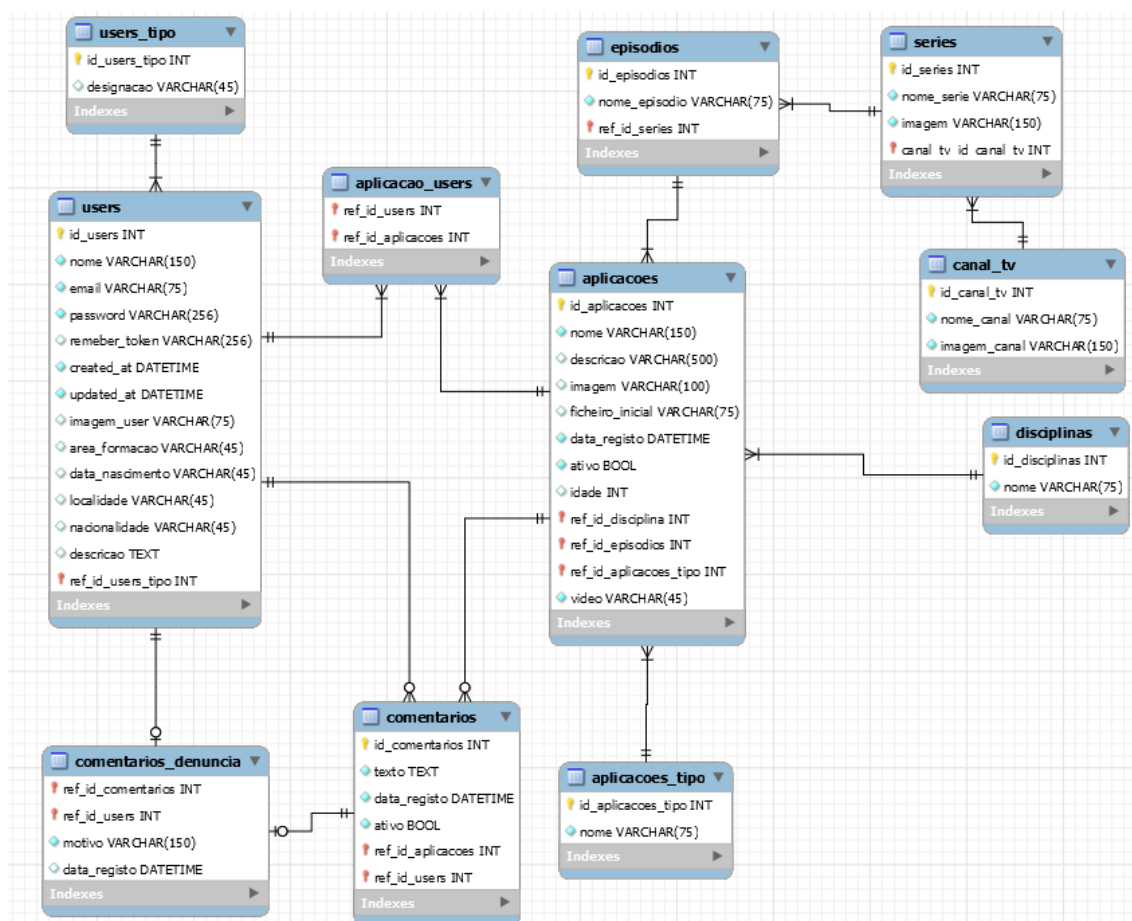 users_tipo
id_users_tipo INT
designacao VARCHAR(45)
Indexes
episodios
id_episodios INT
nome_episodio VARCHAR(75)
ref_id_series INT
Indexes
series
id_series INT
nome_serie VARCHAR(75)
imagem VARCHAR(150)
canal_tv_id_canal_tv INT
Indexes
users
id_users INT
nome VARCHAR(150)
email VARCHAR(75)
password VARCHAR(256)
remeber_token VARCHAR(256)
created_at DATETIME
updated_at DATETIME
imagem_user VARCHAR(75)
area_formacao VARCHAR(45)
data_nascimento VARCHAR(45)
localidade VARCHAR(45)
nacionalidade VARCHAR(45)
descricao TEXT
ref_id_users_tipo INT
Indexes
aplicacao_users
ref_id_users INT
ref_id_aplicacoes INT
Indexes
aplicacoes
id_aplicacoes INT
nome VARCHAR(150)
descricao VARCHAR(500)
imagem VARCHAR(100)
ficheiro_inicial VARCHAR(75)
data_registo DATETIME
ativo BOOL
idade INT
ref_id_disciplina INT
ref_id_episodios INT
ref_id_aplicacoes_tipo INT
video VARCHAR(45)
Indexes
canal_tv
id_canal_tv INT
nome_canal VARCHAR(75)
imagem_canal VARCHAR(150)
Indexes
disciplinas
id_disciplinas INT
nome VARCHAR(75)
Indexes
comentarios_denuncia
ref_id_comentarios INT
ref_id_users INT
motivo VARCHAR(150)
data_registo DATETIME
Indexes
comentarios
id_comentarios INT
texto TEXT
data_registo DATETIME
ativo BOOL
ref_id_aplicacoes INT
ref_id_users INT
Indexes
aplicacoes_tipo
id_aplicacoes_tipo INT
nome VARCHAR(75)
Indexes